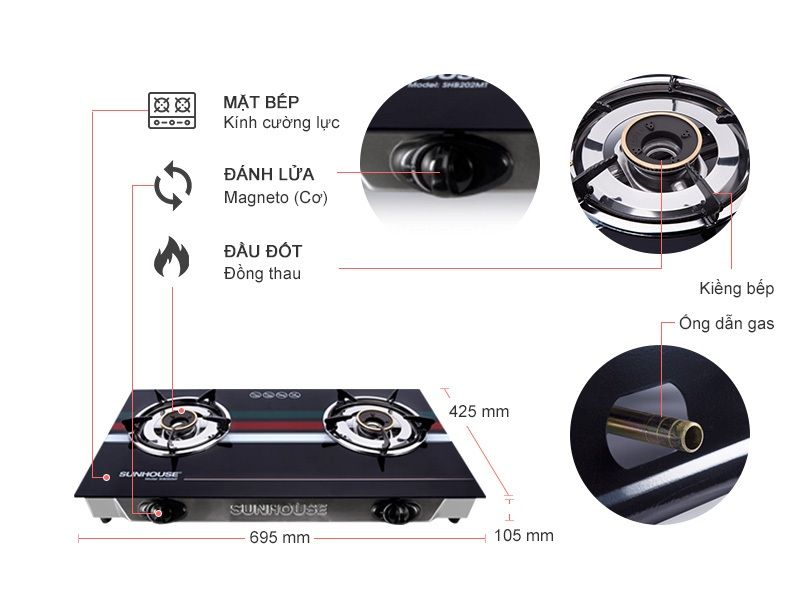 MẶT BẾP
Kính cường lực
ĐÁNH LỬA
Magneto (Cơ)
ĐẦU ĐỐT
Đồng thau
Model: SHB202MT
Kiềng bếp
Ống dẫn gas
425 mm
SUNHOUSE
SUNHOUSE
695 mm
105 mm